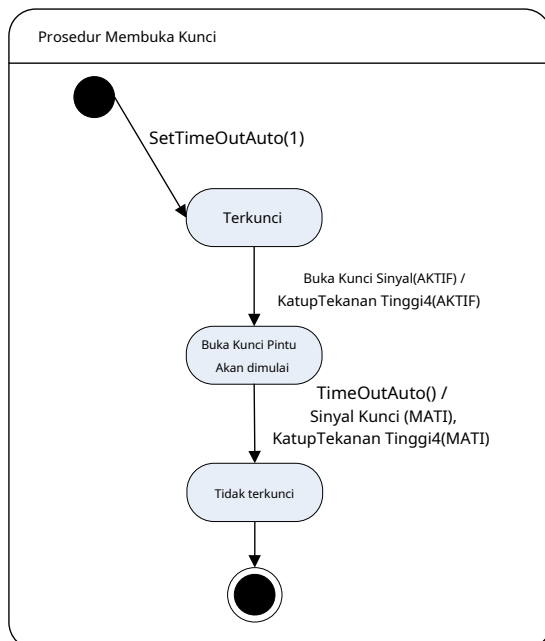 Prosedur Membuka Kunci
SetTimeOutAuto(1)
Terkunci
Buka Kunci Sinyal(AKTIF) /
KatupTekanan Tinggi4(AKTIF)
Buka Kunci Pintu
Akan dimulai
TimeOutAuto() /
Sinyal Kunci (MATI),
KatupTekanan Tinggi4(MATI)
Tidak terkunci